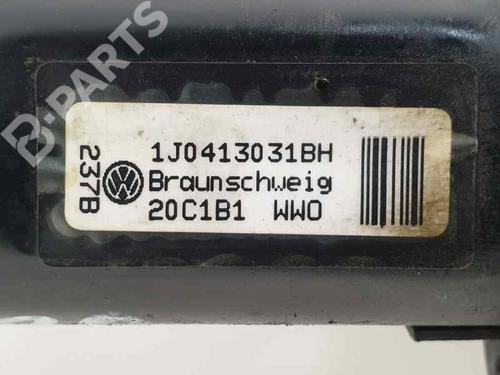 B-PARTS
237B
1J0413031BH
Braunschweig
20C1B1 WWO